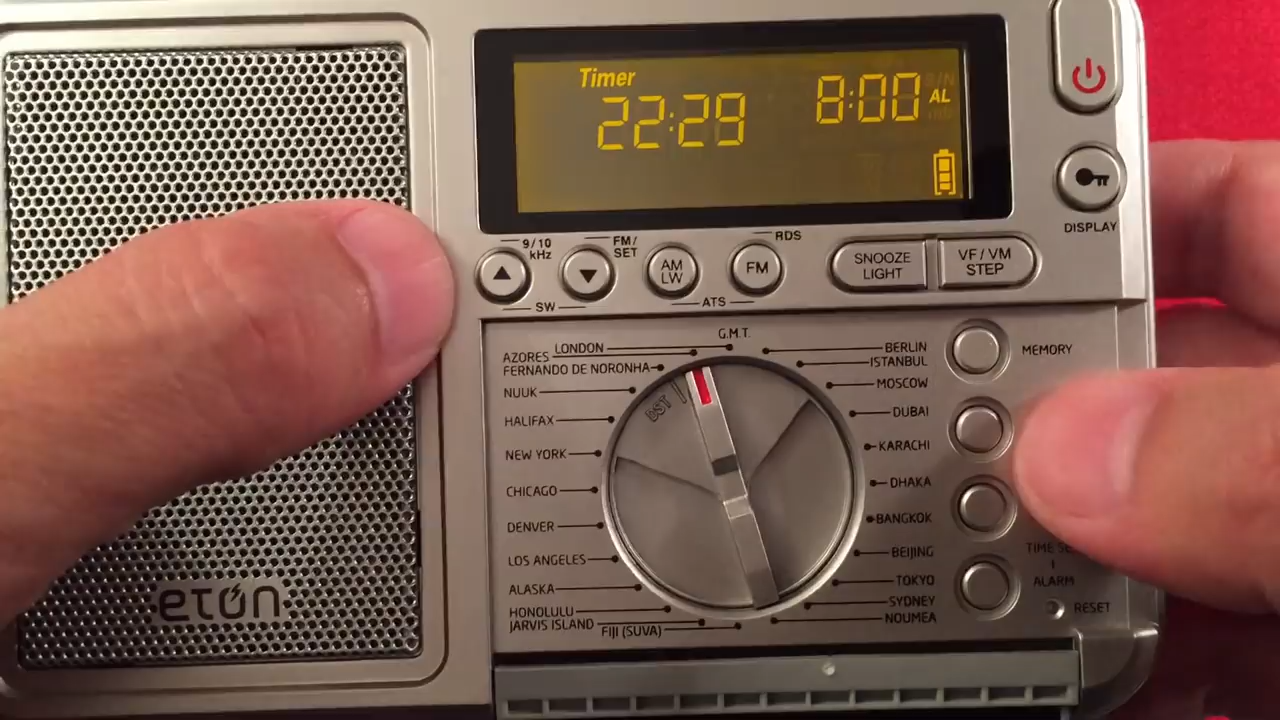 Timer
22:29
8:00
AL
DISPLAY
9/10
kHz
FM/
SET
SW
AM
LW
ATS
FM
RDS
SNOOZE
LIGHT
VF / VM
STEP
G.M.T.
LONDON
AZORES
FERNANDO DE NORONHA
NUUK
HALIFAX
NEW YORK
CHICAGO
DENVER
LOS ANGELES
ALASKA
HONOLULU
JARVIS ISLAND
FIJI (SUVA)
DST
BERLIN
ISTANBUL
MOSCOW
DUBAI
KARACHI
DHAKA
BANGKOK
BEIJING
TOKYO
SYDNEY
NOUMEA
MEMORY
TIME SE
ALARM
RESET
etón